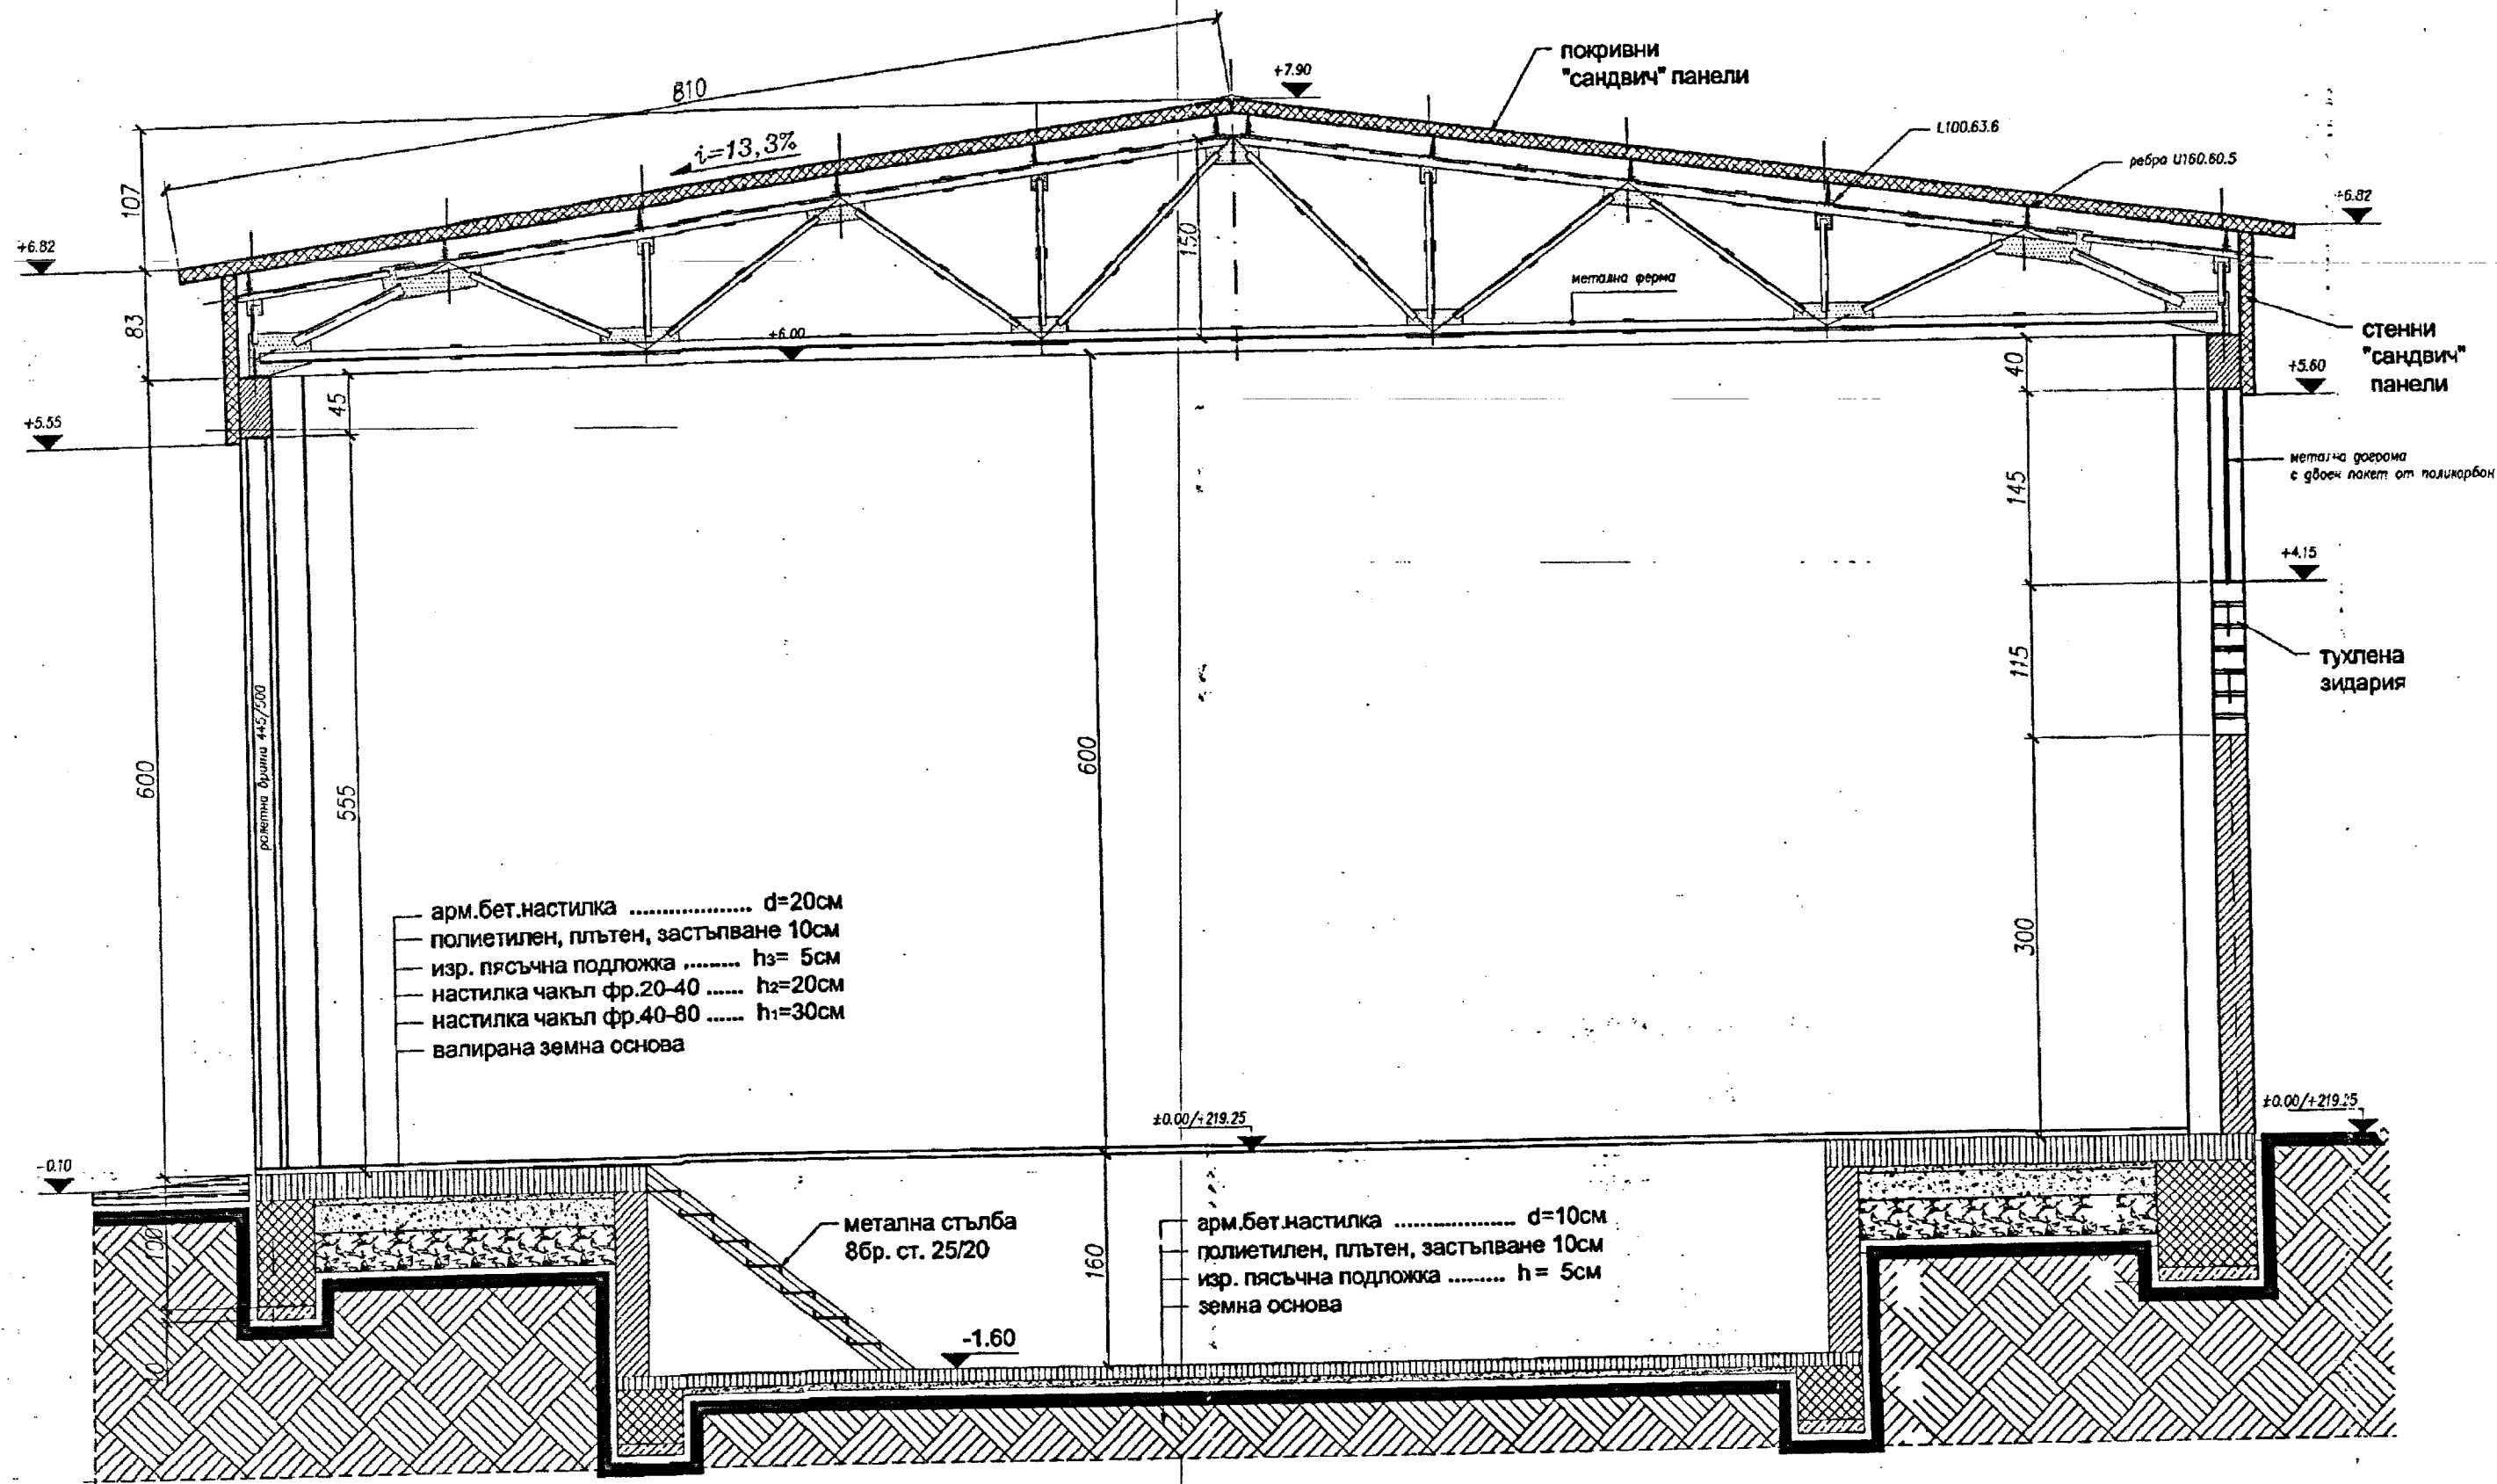 810
покривни
"сандвич" панели
+7.90
i=13,3%
L100.63.6
ребра U160.60.5
107
+6.82
+6.82
150
метална ферма
83
+6.00
стенни
"сандвич"
панели
40
+5.60
45
+5.55
метална дограма
с двоен пакет от поликарбон
145
+4.15
115
тухлена
зидария
600
555
600
ролетна врати 445/500
300
арм.бет.настилка ................... d=20см
полиетилен, плътен, застъпване 10см
изр. пясъчна подложка ......... h3= 5см
настилка чакъл фр.20-40 ...... h2=20см
настилка чакъл фр.40-80 ...... h1=30см
валирана земна основа
±0.00/+219.25
±0.00/+219.25
-0.10
метална стълба
8бр. ст. 25/20
160
арм.бет.настилка ................... d=10см
полиетилен, плътен, застъпване 10см
изр. пясъчна подложка ......... h= 5см
земна основа
100
-1.60